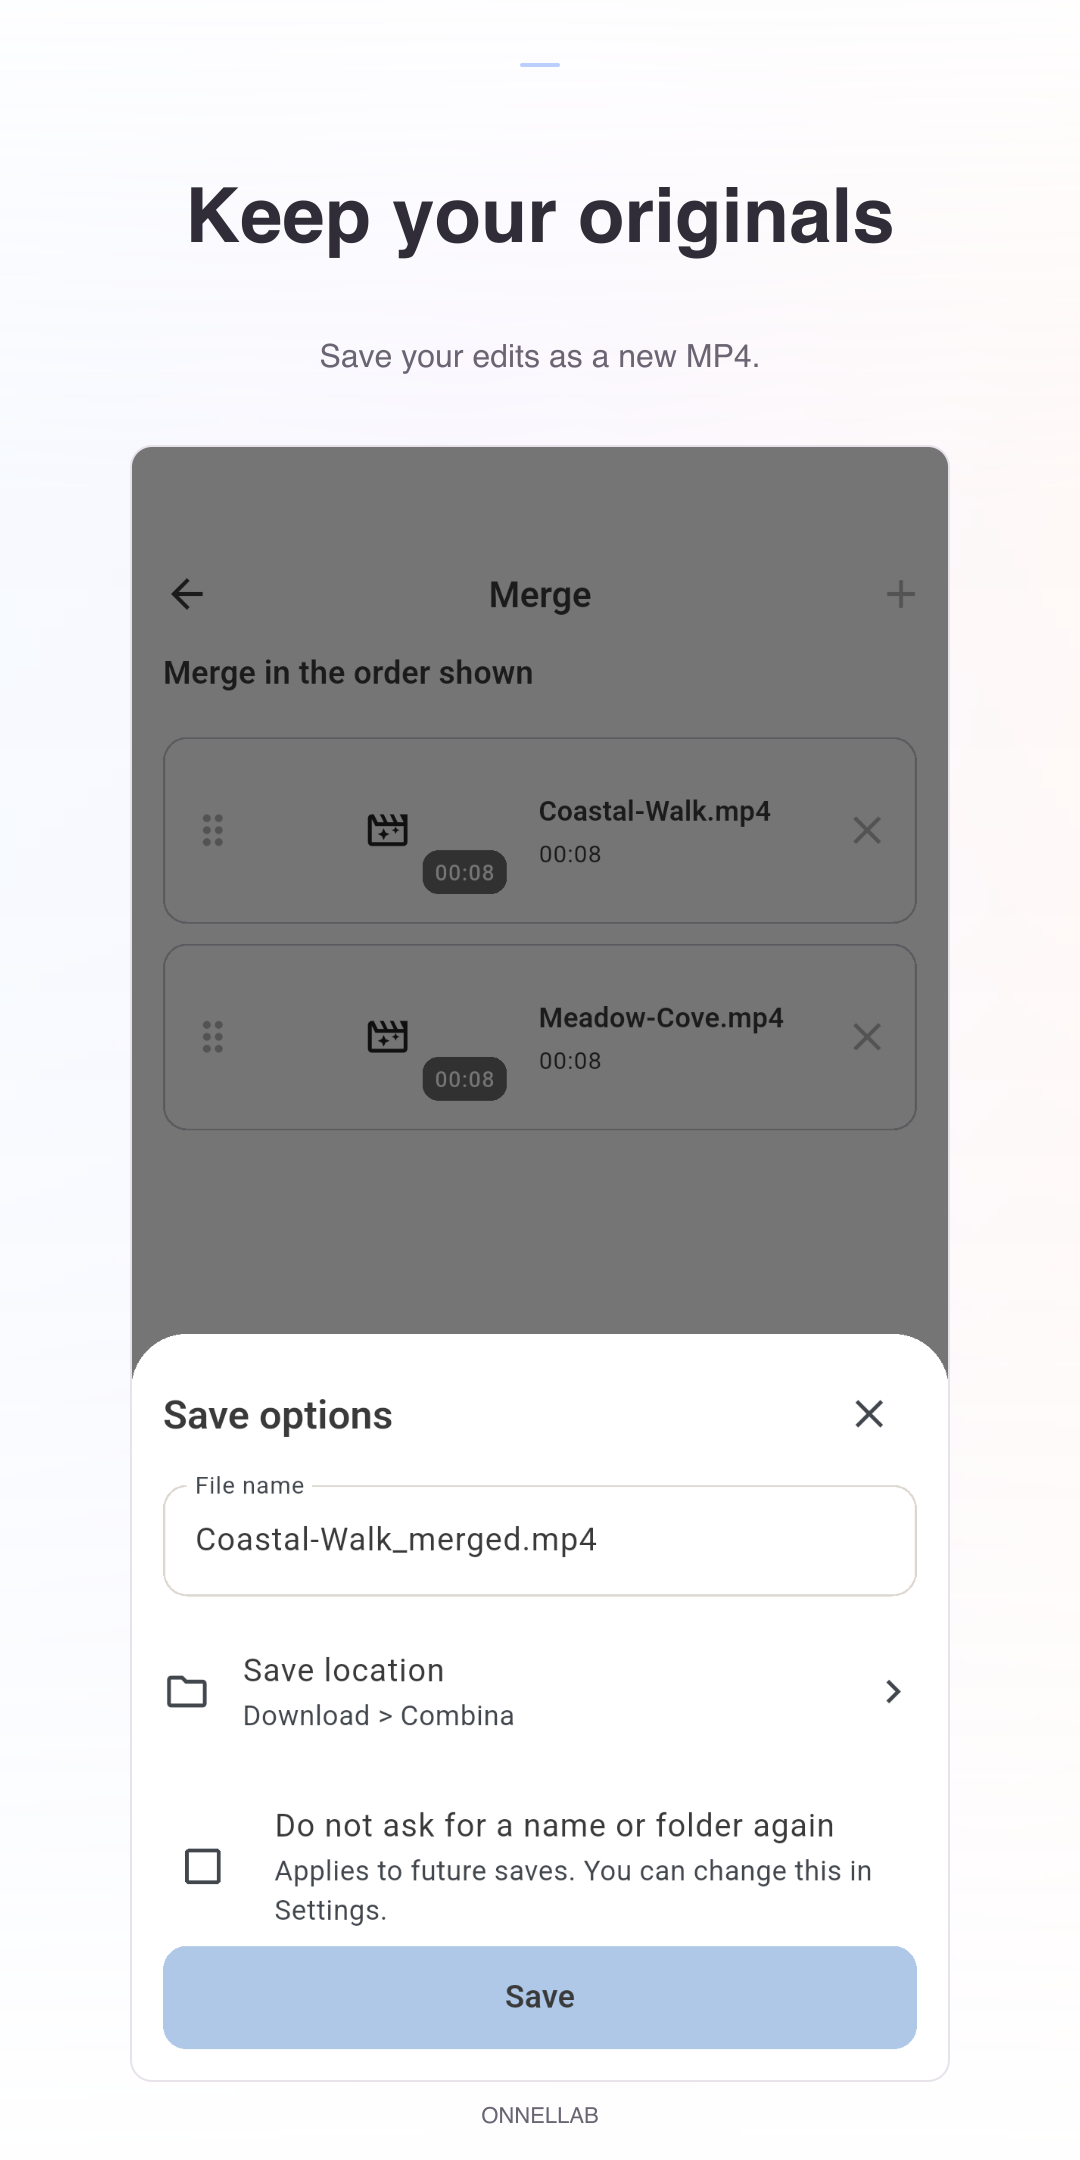 Keep your originals
Save your edits as a new MP4.
Merge
Merge in the order shown
Coastal-Walk.mp4
00:08
00:08
Meadow-Cove.mp4
00:08
00:08
Save options
File name
Coastal-Walk_merged.mp4
Save location
Download > Combina
Do not ask for a name or folder again
Applies to future saves. You can change this in
Settings.
Save
ONNELLAB